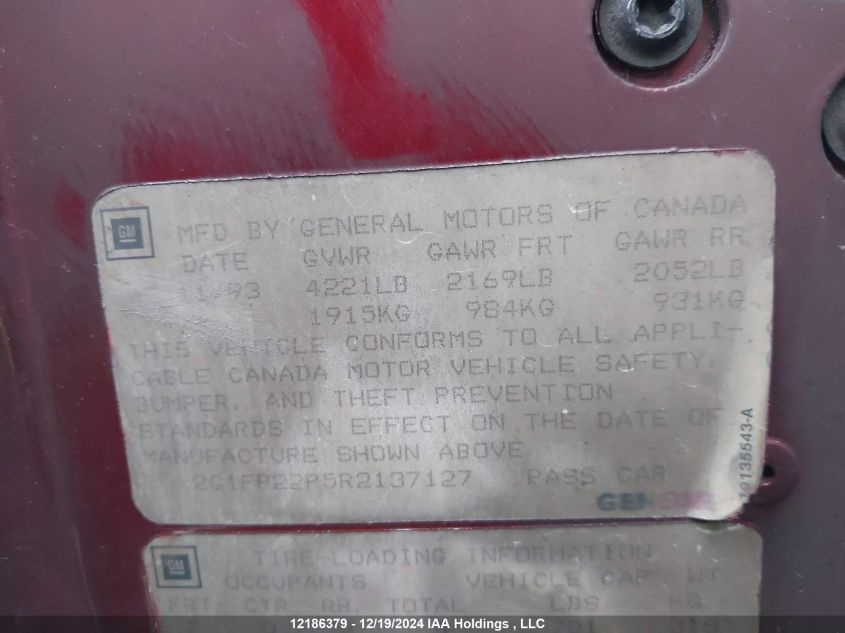 GM
MFD BY GENERAL MOTORS OF CANADA
DATE GVWR GAWR FRT GAWR RR
11/93 4221LB 2169LB 2052LB
1915KG 984KG 931KG
THIS VEHICLE CONFORMS TO ALL APPLI-
CABLE CANADA MOTOR VEHICLE SAFETY,
BUMPER, AND THEFT PREVENTION
STANDARDS IN EFFECT ON THE DATE OF
MANUFACTURE SHOWN ABOVE
2G1FP22P5R2137127 PASS CAR
19135543-A
GM
TIRE-LOADING INFORMATION
OCCUPANTS VEHICLE CAP WT
FRT CTR RR TOTAL LBS KG
701 318
12186379 - 12/19/2024 IAA Holdings , LLC